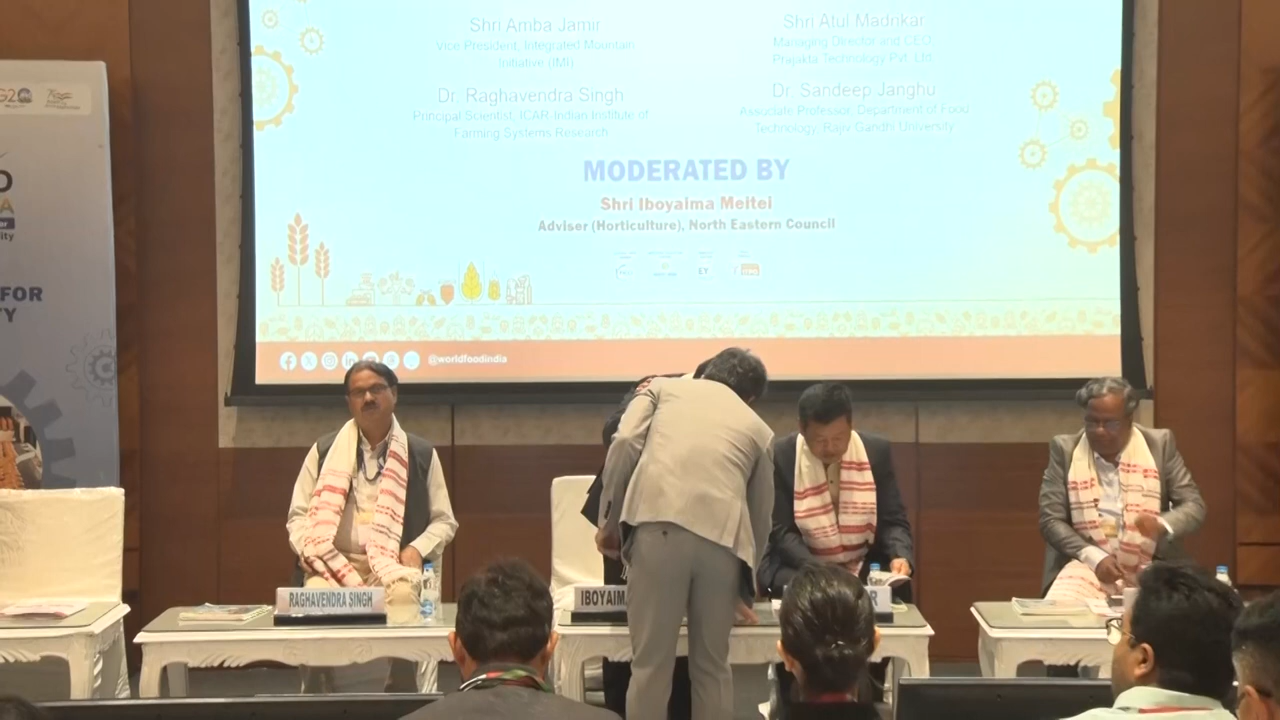 Shri Amba Jamir
Vice President, Integrated Mountain
Initiative (IMI)
Shri Atul Madrikar
Managing Director and CEO,
Prajakta Technology Pvt. Ltd.
Dr. Raghavendra Singh
Principal Scientist, ICAR-Indian Institute of
Farming Systems Research
Dr. Sandeep Janghu
Associate Professor, Department of Food
Technology, Rajiv Gandhi University
MODERATED BY
Shri Iboyaima Meitei
Adviser (Horticulture), North Eastern Council
EY
@worldfoodindia
G20
FOR
RAGHAVENDRA SINGH
IBOYAIM
R